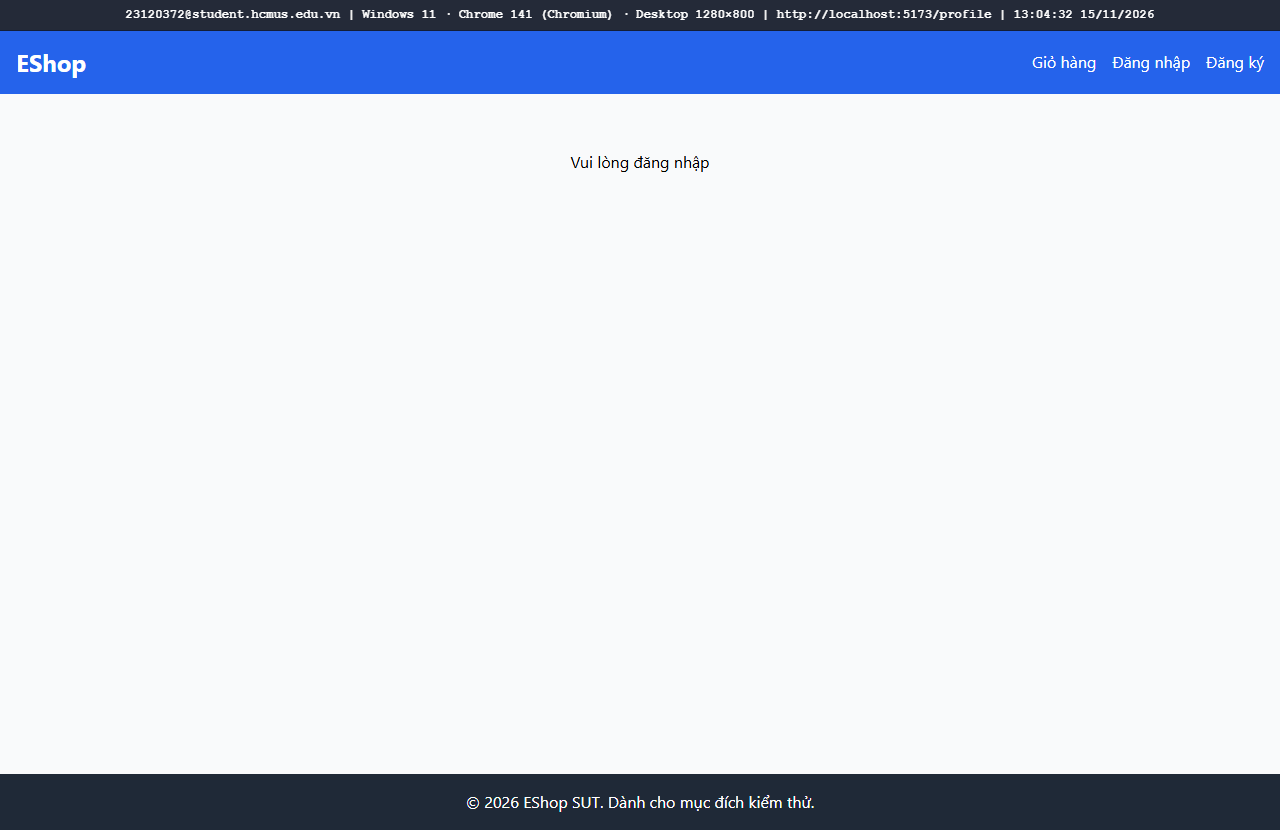 23120372@student.hcmus.edu.vn | Windows 11 · Chrome 141 (Chromium) · Desktop 1280×800 | http://localhost:5173/profile | 13:04:32 15/11/2026
EShop Giỏ hàng Đăng nhập Đăng ký
Vui lòng đăng nhập
© 2026 EShop SUT. Dành cho mục đích kiểm thử.